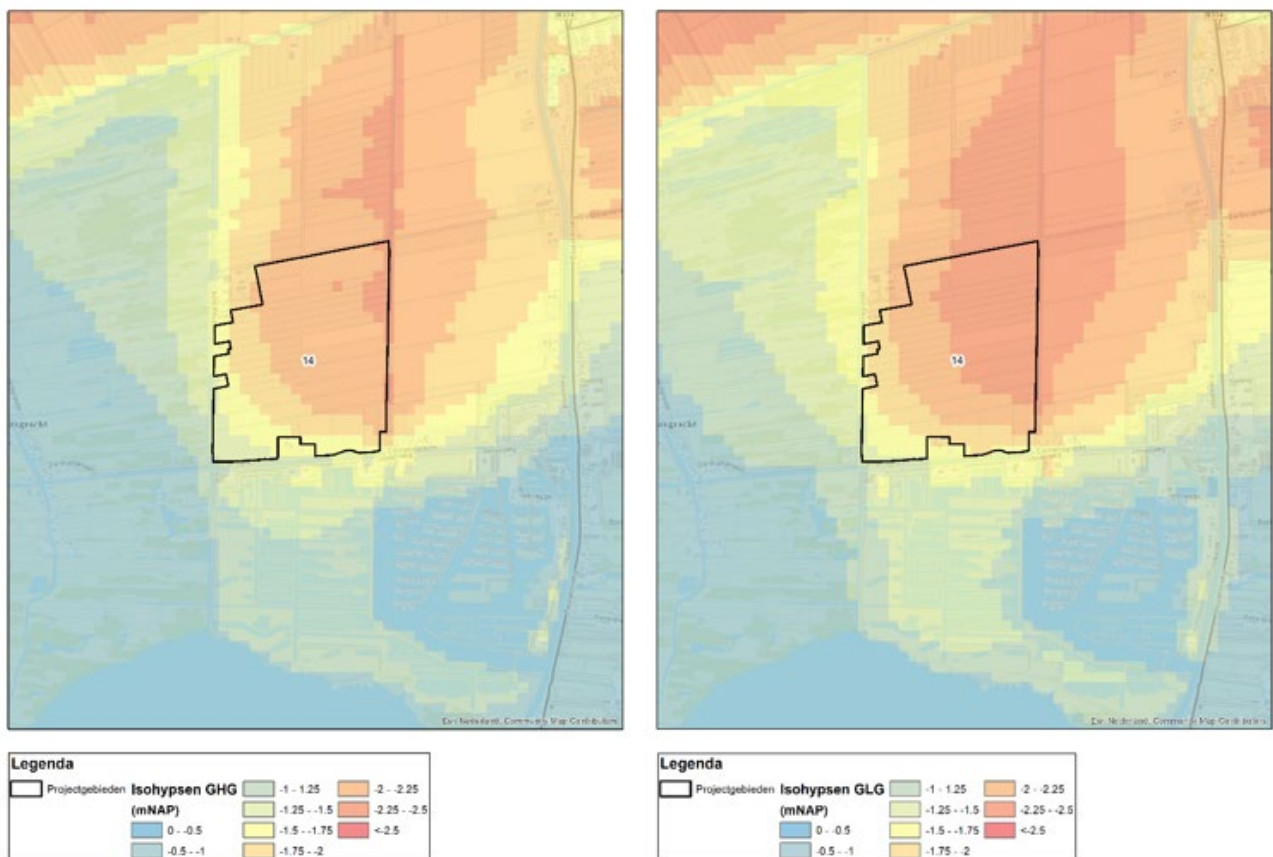 14
14
Esri Nederland, Community Map Contributors
Esri Nederland, Community Map Contributors
Legenda
Projectgebieden
Isohypsen GHG
(mNAP)
0 - -0.5
-0.5 - -1
-1 - 1.25
-1.25 - -1.5
-1.5 - -1.75
-1.75 - -2
-2 - -2.25
-2.25 - -2.5
<-2.5
Legenda
Projectgebieden
Isohypsen GLG
(mNAP)
0 - -0.5
-0.5 - -1
-1 - 1.25
-1.25 - -1.5
-1.5 - -1.75
-1.75 - -2
-2 - -2.25
-2.25 - -2.5
<-2.5